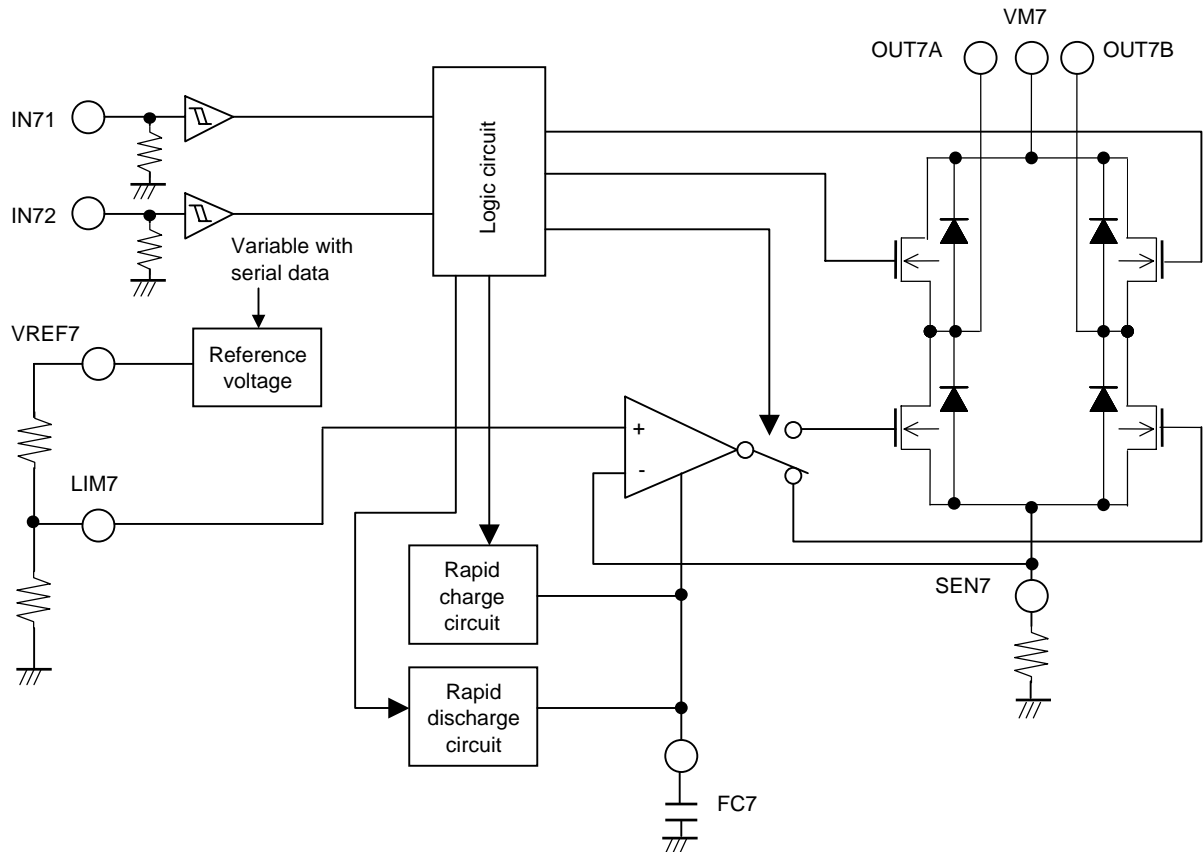 VM7
OUT7A
OUT7B
IN71
Logic circuit
IN72
Variable with
serial data
VREF7
Reference
voltage
+
-
LIM7
Rapid
charge
circuit
SEN7
Rapid
discharge
circuit
FC7